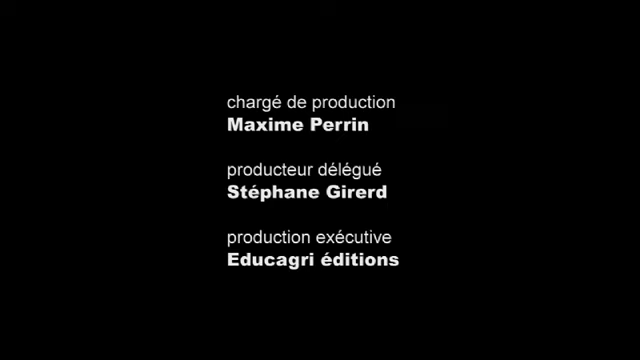 chargé de production
Maxime Perrin
producteur délégué
Stéphane Girerd
production exécutive
Educagri éditions